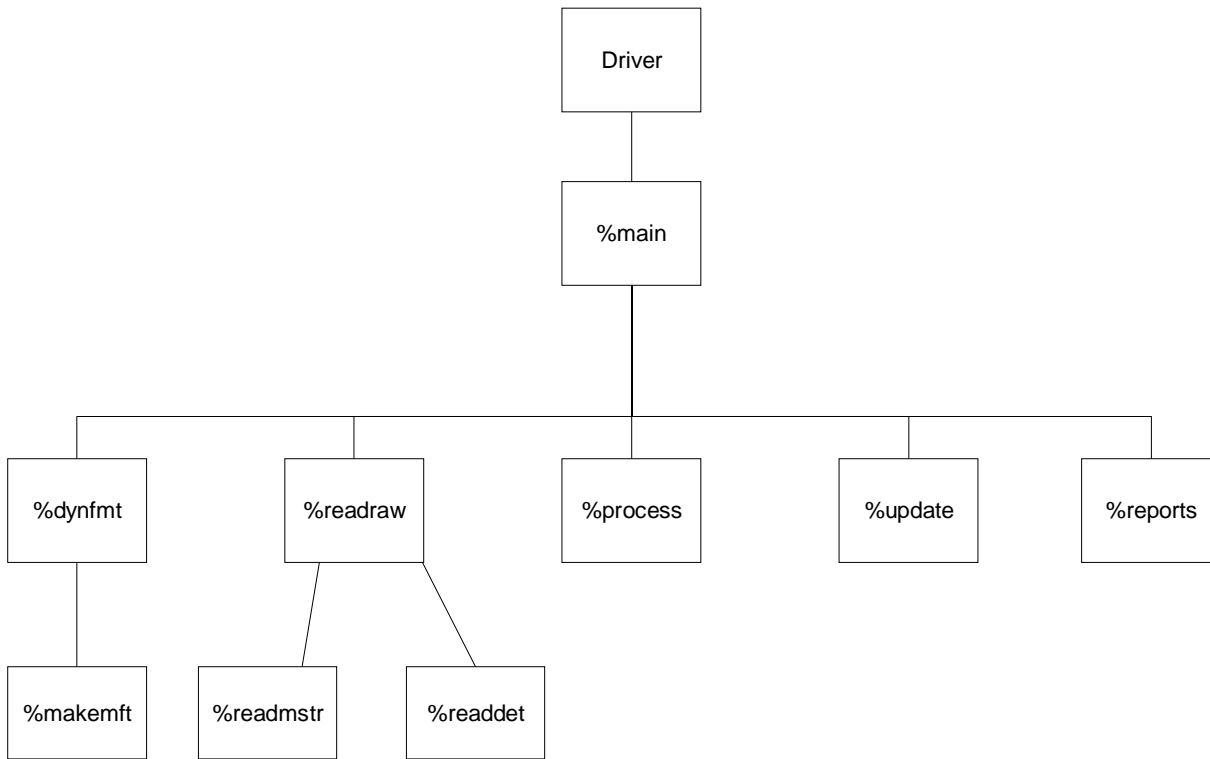 Driver
%main
%dynfmt
%readraw
%process
%update
%reports
%makemft
%readmstr
%readdet